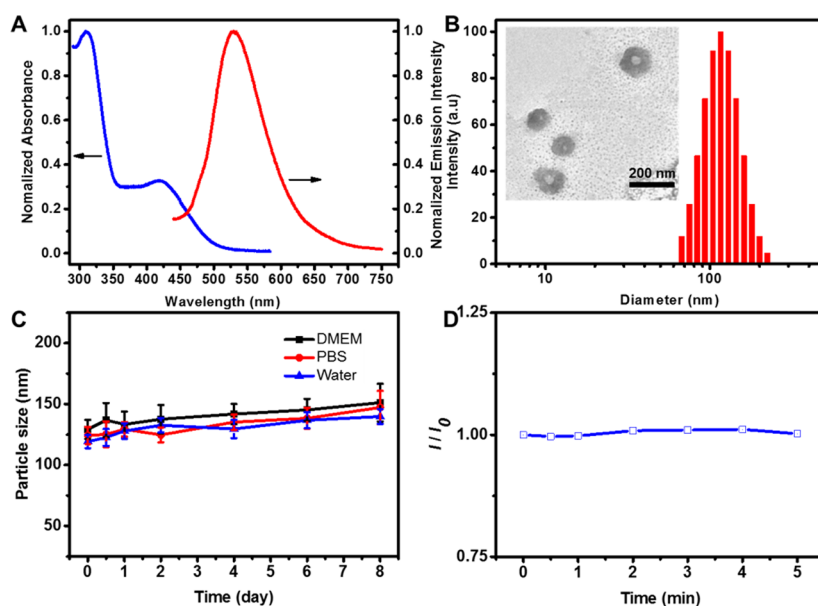 A
Nomalized Absorbance
1.0
0.8
0.6
0.4
0.2
0.0
300 350 400 450 500 550 600 650 700 750
Wavelength (nm)
1.0
0.8
0.6
0.4
0.2
0.0
Normalized Emission Intensity
B
Intensity (a.u)
100
80
60
40
20
0
200 nm
10 100
Diameter (nm)
C
Particle size (nm)
200
150
100
50
DMEM
PBS
Water
0 1 2 3 4 5 6 7 8
Time (day)
D
I / I0
1.25
1.00
0.75
0 1 2 3 4 5
Time (min)